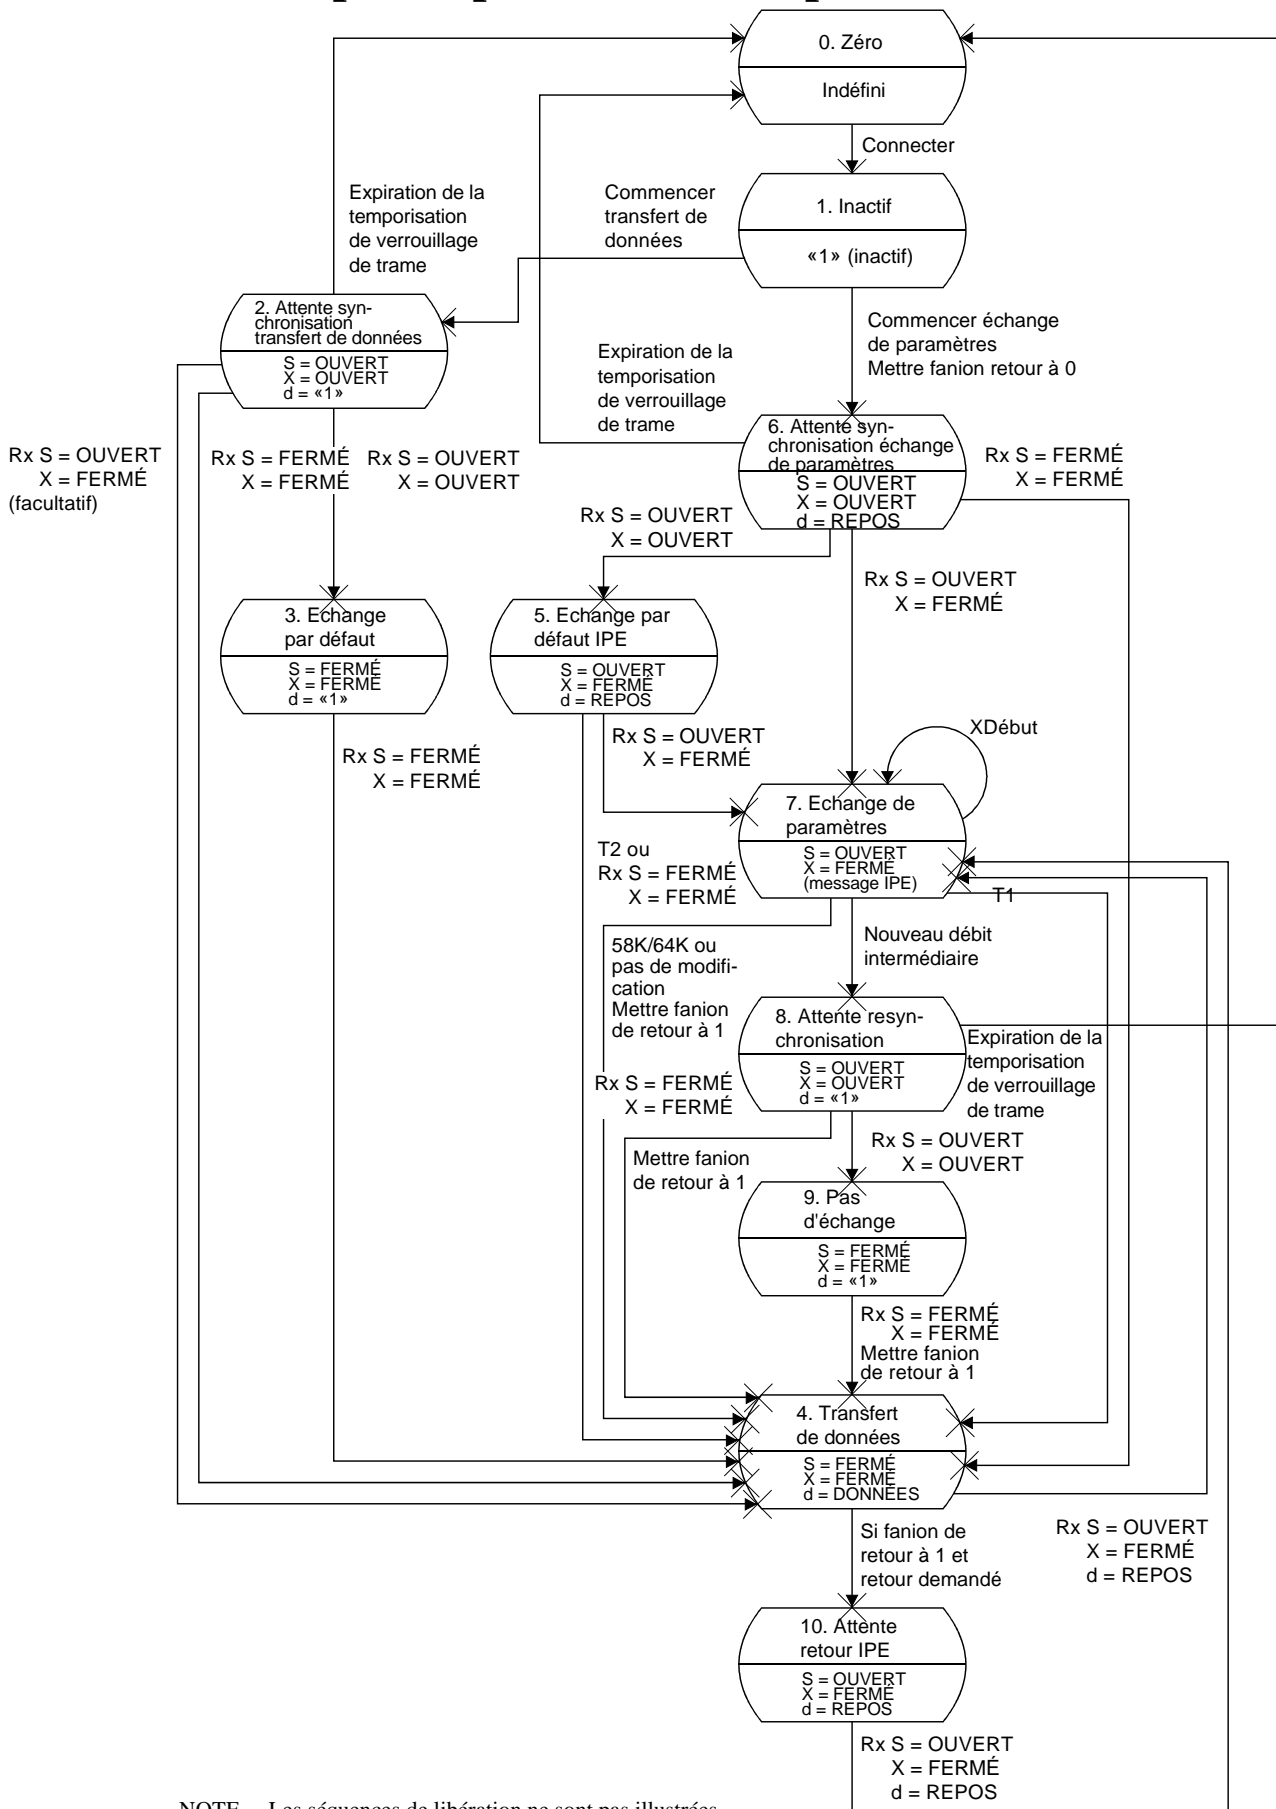 0. Zéro
Indéfini
Connecter
Expiration de la
temporisation
de verrouillage
de trame
Commencer
transfert de
données
1. Inactif
«1» (inactif)
2. Attente syn-
chronisation
transfert de données
S = OUVERT
X = OUVERT
d = «1»
Commencer échange
de paramètres
Mettre fanion retour à 0
Expiration de la
temporisation
de verrouillage
de trame
6. Attente syn-
chronisation échange
de paramètres
S = OUVERT
X = OUVERT
d = REPOS
Rx S = OUVERT
X = FERMÉ
(facultatif)
Rx S = FERMÉ
X = FERMÉ
Rx S = OUVERT
X = OUVERT
Rx S = FERMÉ
X = FERMÉ
Rx S = OUVERT
X = OUVERT
Rx S = OUVERT
X = FERMÉ
3. Echange
par défaut
S = FERMÉ
X = FERMÉ
d = «1»
5. Echange par
défaut IPE
S = OUVERT
X = FERMÉ
d = REPOS
Rx S = FERMÉ
X = FERMÉ
Rx S = OUVERT
X = FERMÉ
XDébut
7. Echange de
paramètres
S = OUVERT
X = FERMÉ
(message IPE)
T2 ou
Rx S = FERMÉ
X = FERMÉ
T1
58K/64K ou
pas de modifi-
cation
Mettre fanion
de retour à 1
Nouveau débit
intermédiaire
8. Attente resyn-
chronisation
S = OUVERT
X = OUVERT
d = «1»
Expiration de la
temporisation
de verrouillage
de trame
Rx S = FERMÉ
X = FERMÉ
Mettre fanion
de retour à 1
Rx S = OUVERT
X = OUVERT
9. Pas
d'échange
S = FERMÉ
X = FERMÉ
d = «1»
Rx S = FERMÉ
X = FERMÉ
Mettre fanion
de retour à 1
4. Transfert
de données
S = FERMÉ
X = FERMÉ
d = DONNÉES
Si fanion de
retour à 1 et
retour demandé
Rx S = OUVERT
X = FERMÉ
d = REPOS
10. Attente
retour IPE
S = OUVERT
X = FERMÉ
d = REPOS
Rx S = OUVERT
X = FERMÉ
d = REPOS
NOTE – Les séquences de libération ne sont pas illustrées